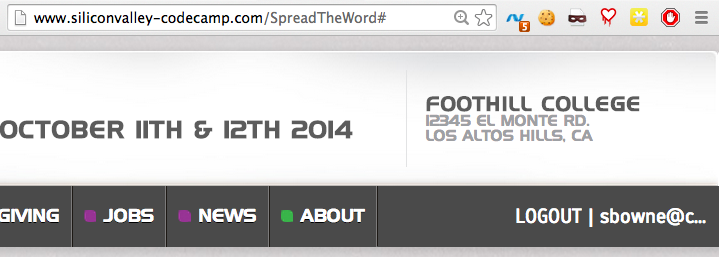 www.siliconvalley-codecamp.com/SpreadTheWord#
5
OCTOBER 11TH & 12TH 2014
FOOTHILL COLLEGE
12345 EL MONTE RD.
LOS ALTOS HILLS, CA
GIVING JOBS NEWS ABOUT LOGOUT | sbowne@c...